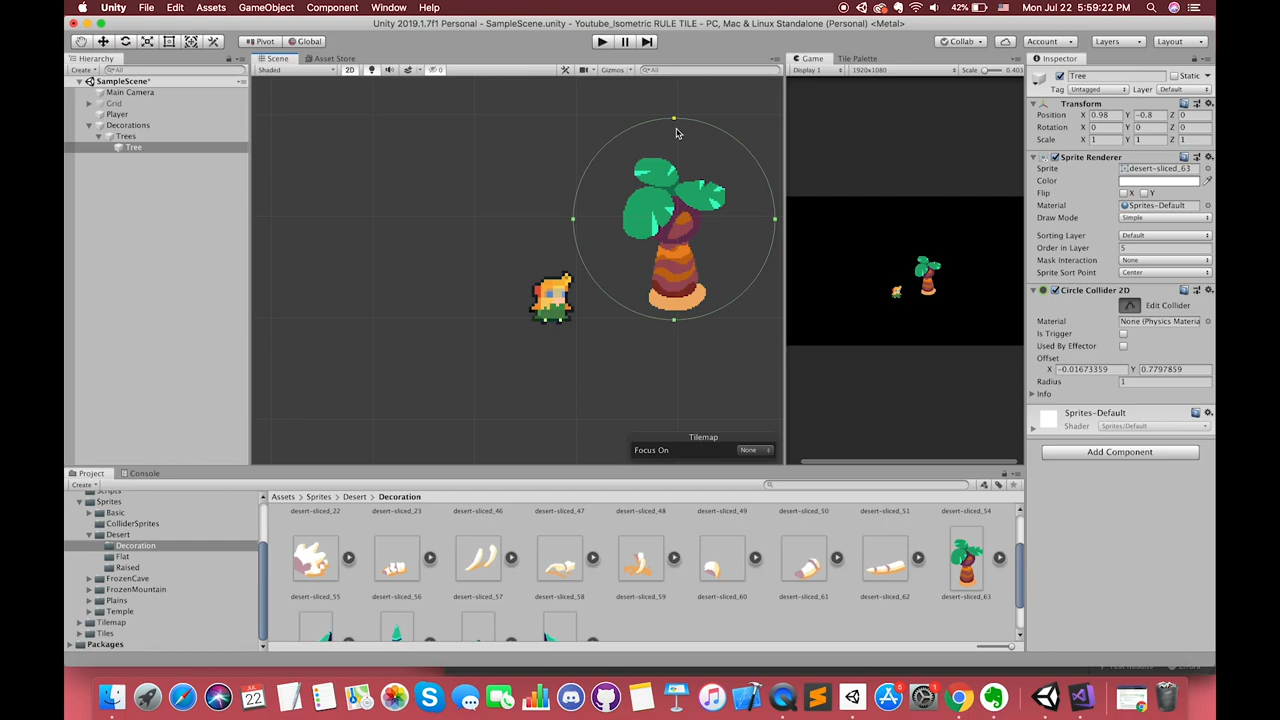 Unity File Edit Assets GameObject Component Window Help 42% Mon Jul 22 5:59:22 PM
Unity 2019.1.7f1 Personal - SampleScene.unity - Youtube_Isometric RULE TILE - PC, Mac & Linux Standalone (Personal) <Metal>
Pivot Global Collab Account Layers Layout
Hierarchy Scene Asset Store Game Tile Palette Inspector
Create All Shaded 2D 0 Gizmos All Display 1 1920x1080 Scale 0.403
Tree Static
SampleScene*
Tag Untagged Layer Default
Main Camera
Grid
Transform
Player
Position X 0.98 Y -0.8 Z 0
Decorations
Rotation X 0 Y 0 Z 0
Trees
Scale X 1 Y 1 Z 1
Tree
Sprite Renderer
Sprite desert-sliced_63
Color
Flip X Y
Material Sprites-Default
Draw Mode Simple
Sorting Layer Default
Order in Layer 5
Mask Interaction None
Sprite Sort Point Center
Circle Collider 2D
Edit Collider
Material None (Physics Materia
Is Trigger
Used By Effector
Offset
X -0.01673359 Y 0.7797859
Radius 1
Info
Sprites-Default
Shader Sprites/Default
Add Component
Tilemap
Focus On None
Project Console
Create
Scripts
Sprites
Basic
ColliderSprites
Desert
Decoration
Flat
Raised
FrozenCave
FrozenMountain
Plains
Temple
Tilemap
Tiles
Packages
Assets Sprites Desert Decoration
desert-sliced_22 desert-sliced_23 desert-sliced_46 desert-sliced_47 desert-sliced_48 desert-sliced_49 desert-sliced_50 desert-sliced_51 desert-sliced_54
desert-sliced_55 desert-sliced_56 desert-sliced_57 desert-sliced_58 desert-sliced_59 desert-sliced_60 desert-sliced_61 desert-sliced_62 desert-sliced_63
JUL
22